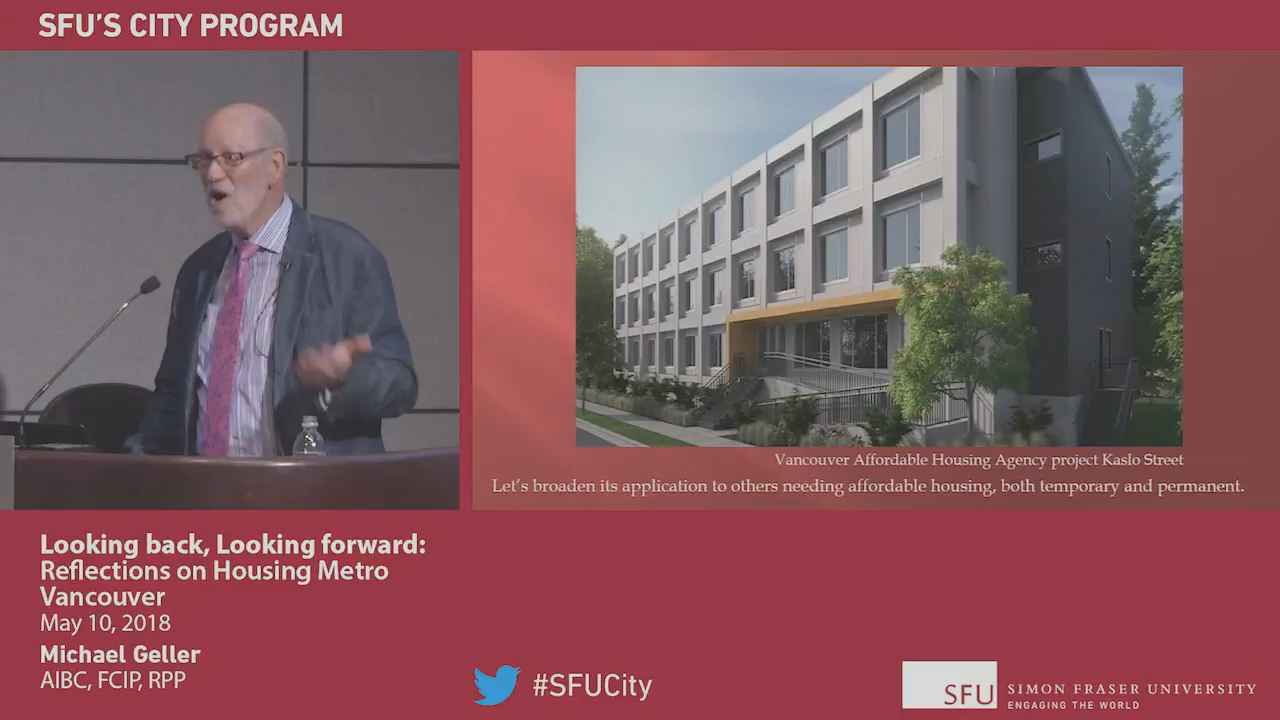 SFU'S CITY PROGRAM
Vancouver Affordable Housing Agency project Kaslo Street
Let's broaden its application to others needing affordable housing, both temporary and permanent.
Looking back, Looking forward:
Reflections on Housing Metro
Vancouver
May 10, 2018
Michael Geller
AIBC, FCIP, RPP
#SFUCity
SFU
SIMON FRASER UNIVERSITY
ENGAGING THE WORLD